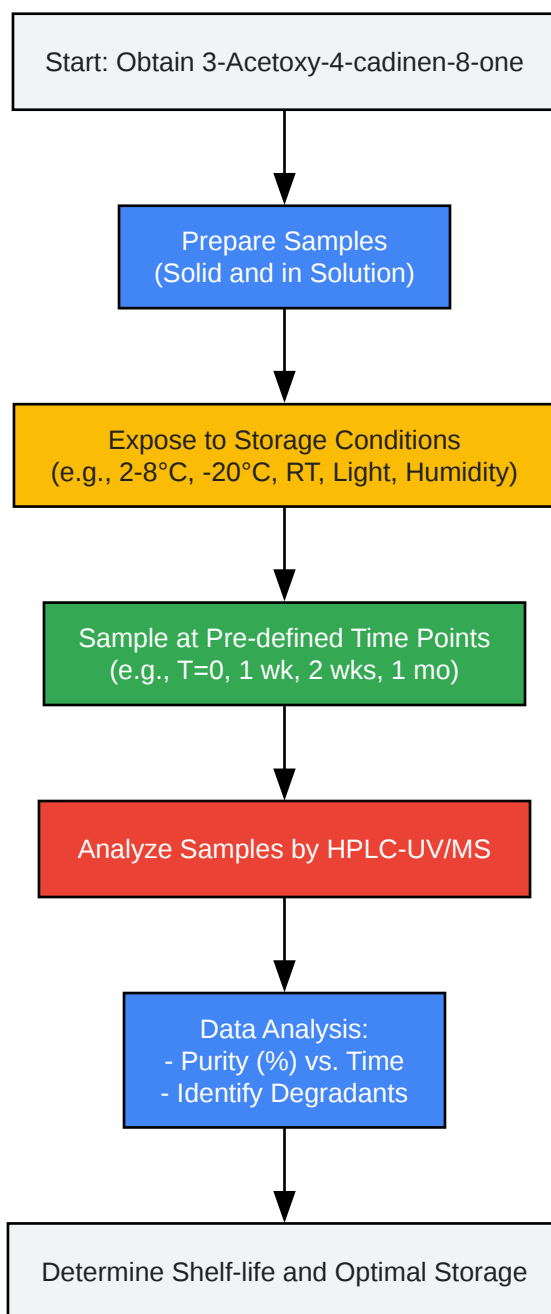 Start: Obtain 3-Acetoxy-4-cadinen-8-one
Prepare Samples
(Solid and in Solution)
Expose to Storage Conditions
(e.g., 2-8°C, -20°C, RT, Light, Humidity)
Sample at Pre-defined Time Points
(e.g., T=0, 1 wk, 2 wks, 1 mo)
Analyze Samples by HPLC-UV/MS
Data Analysis:
- Purity (%) vs. Time
- Identify Degradants
Determine Shelf-life and Optimal Storage